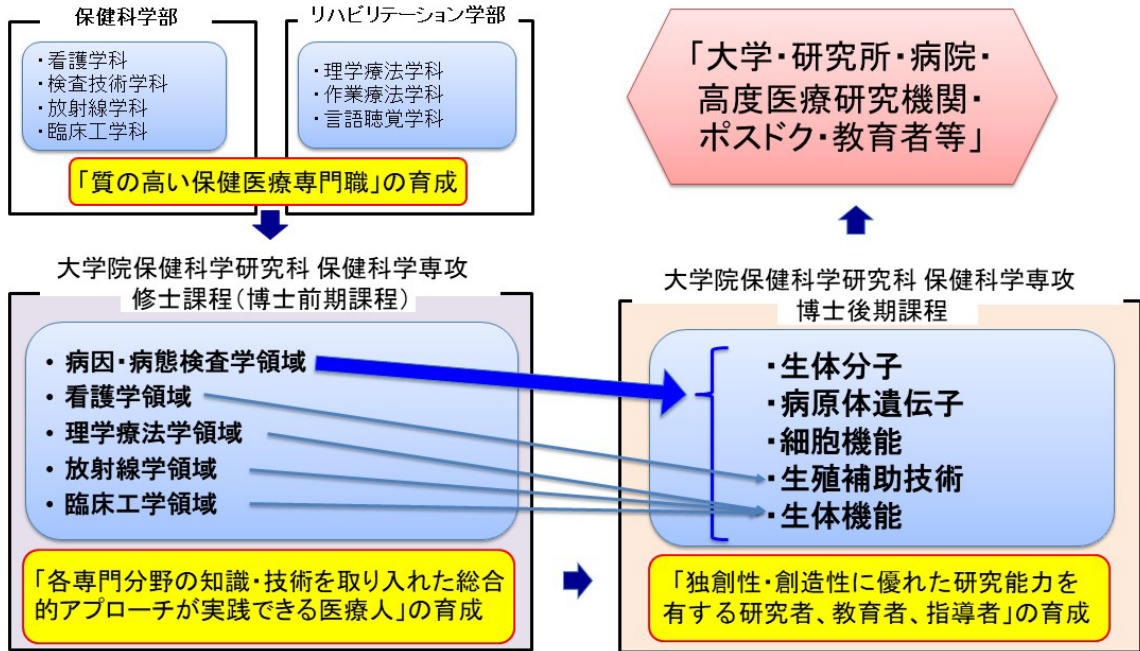 保健科学部
・看護学科
・検査技術学科
・放射線学科
・臨床工学科
リハビリテーション学部
・理学療法学科
・作業療法学科
・言語聴覚学科
「質の高い保健医療専門職」の育成
大学院保健科学研究科 保健科学専攻
修士課程(博士前期課程)
・病因・病態検査学領域
・看護学領域
・理学療法学領域
・放射線学領域
・臨床工学領域
「各専門分野の知識・技術を取り入れた総合
的アプローチが実践できる医療人」の育成
大学院保健科学研究科 保健科学専攻
博士後期課程
・生体分子
・病原体遺伝子
・細胞機能
・生殖補助技術
・生体機能
「独創性・創造性に優れた研究能力を
有する研究者、教育者、指導者」の育成
「大学・研究所・病院・
高度医療研究機関・
ポスドク・教育者等」